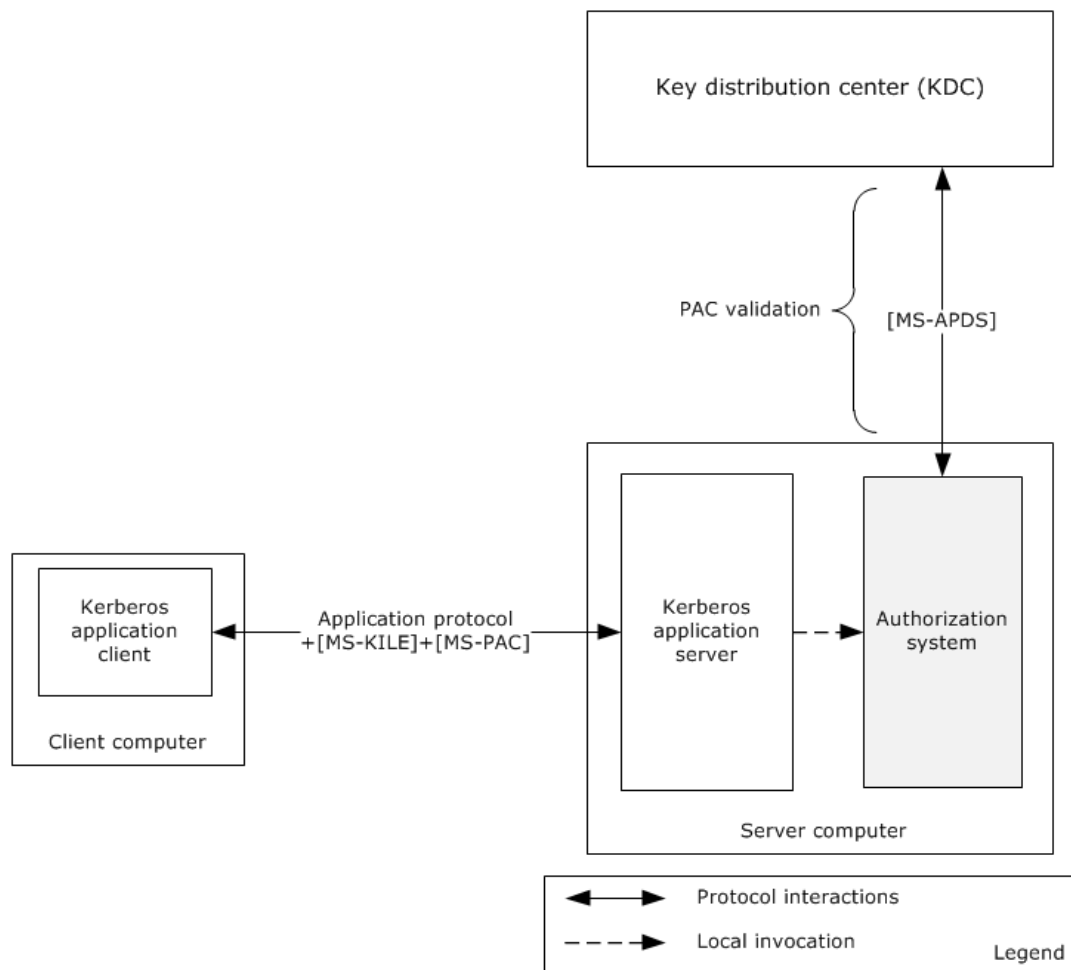 Key distribution center (KDC)
PAC validation
[MS-APDS]
Kerberos
application
client
Client computer
Application protocol
+[MS-KILE]+[MS-PAC]
Kerberos
application
server
Authorization
system
Server computer
Protocol interactions
Local invocation
Legend